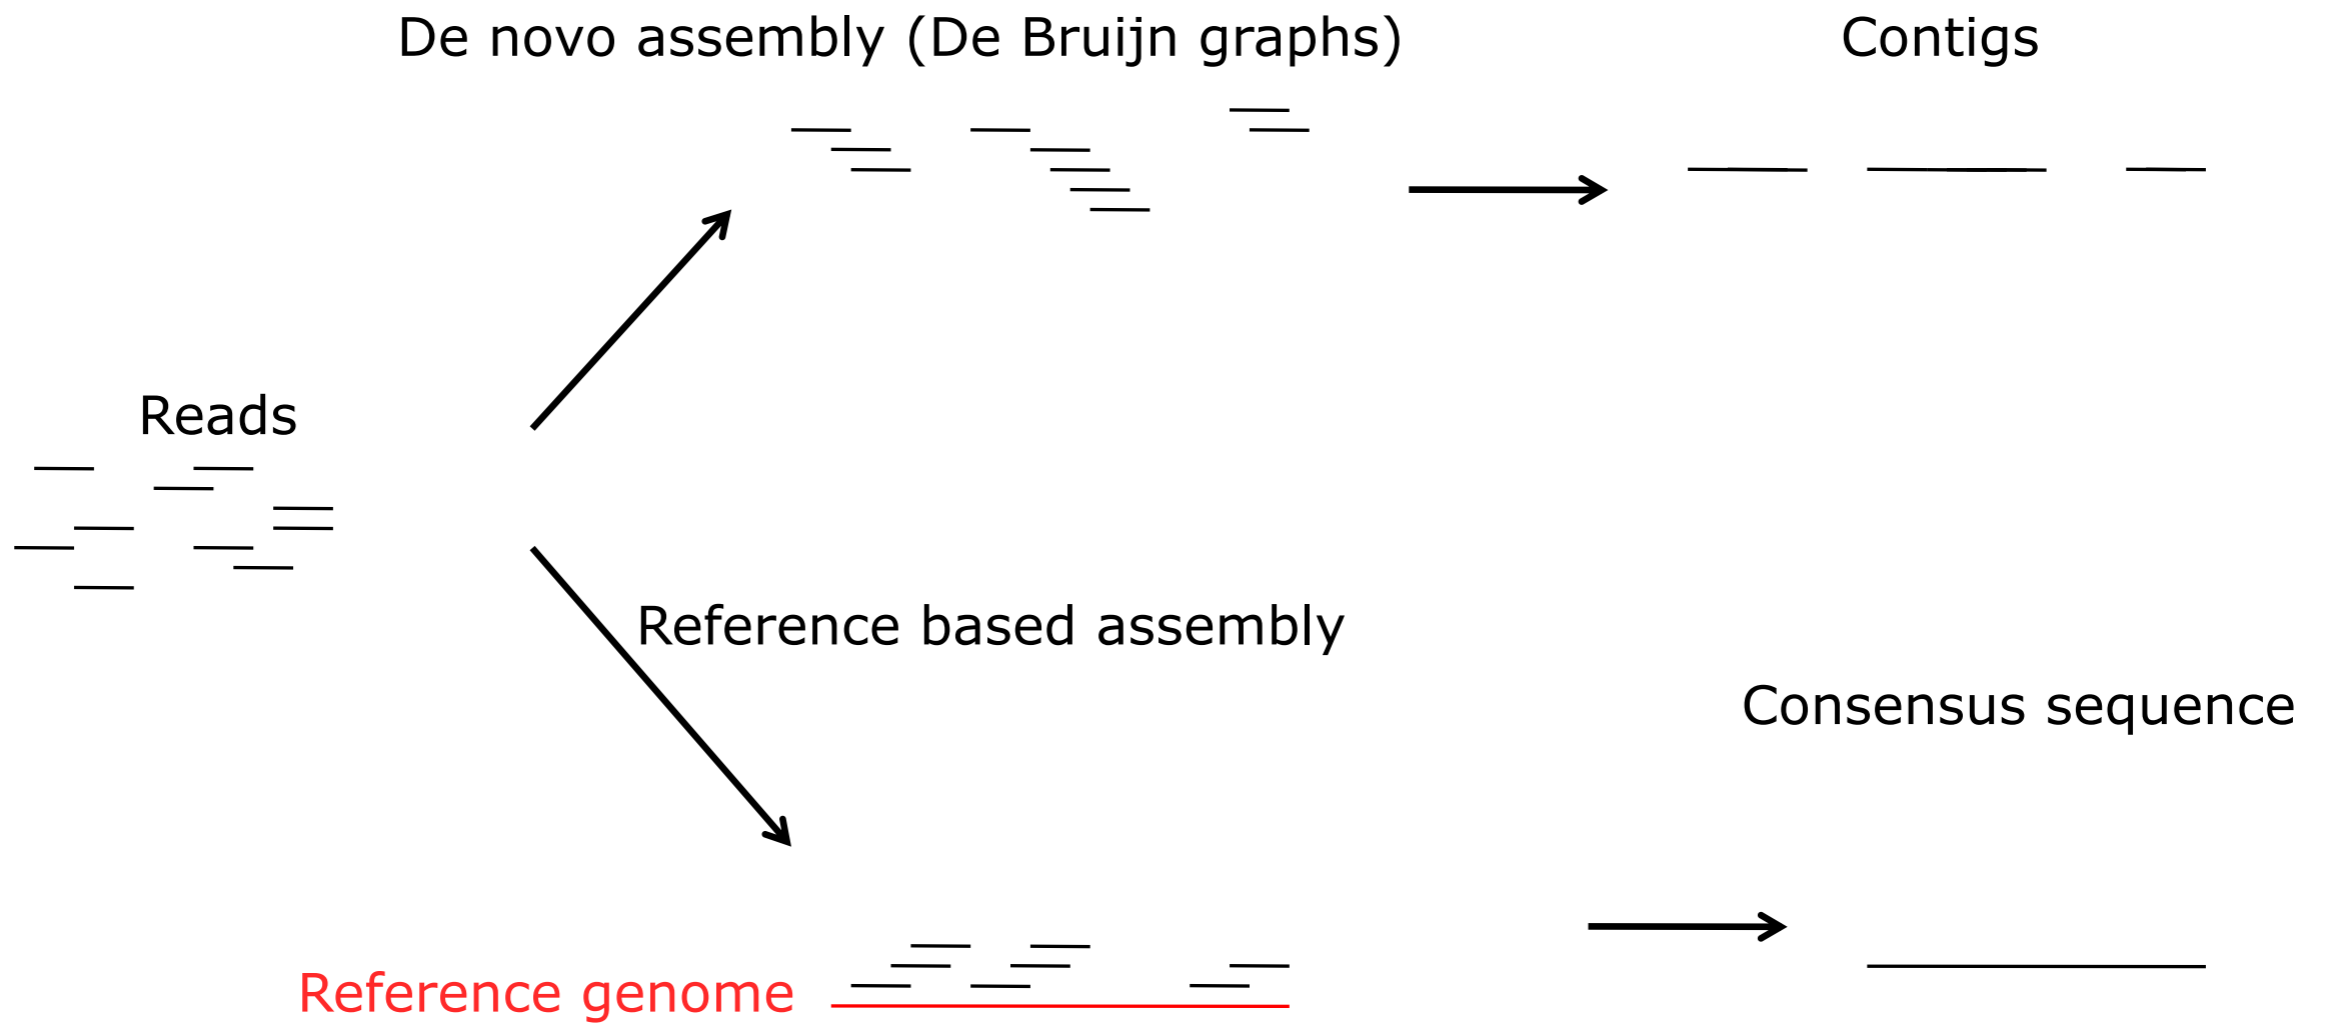 De novo assembly (De Bruijn graphs)
Contigs
Reads
Reference based assembly
Consensus sequence
Reference genome